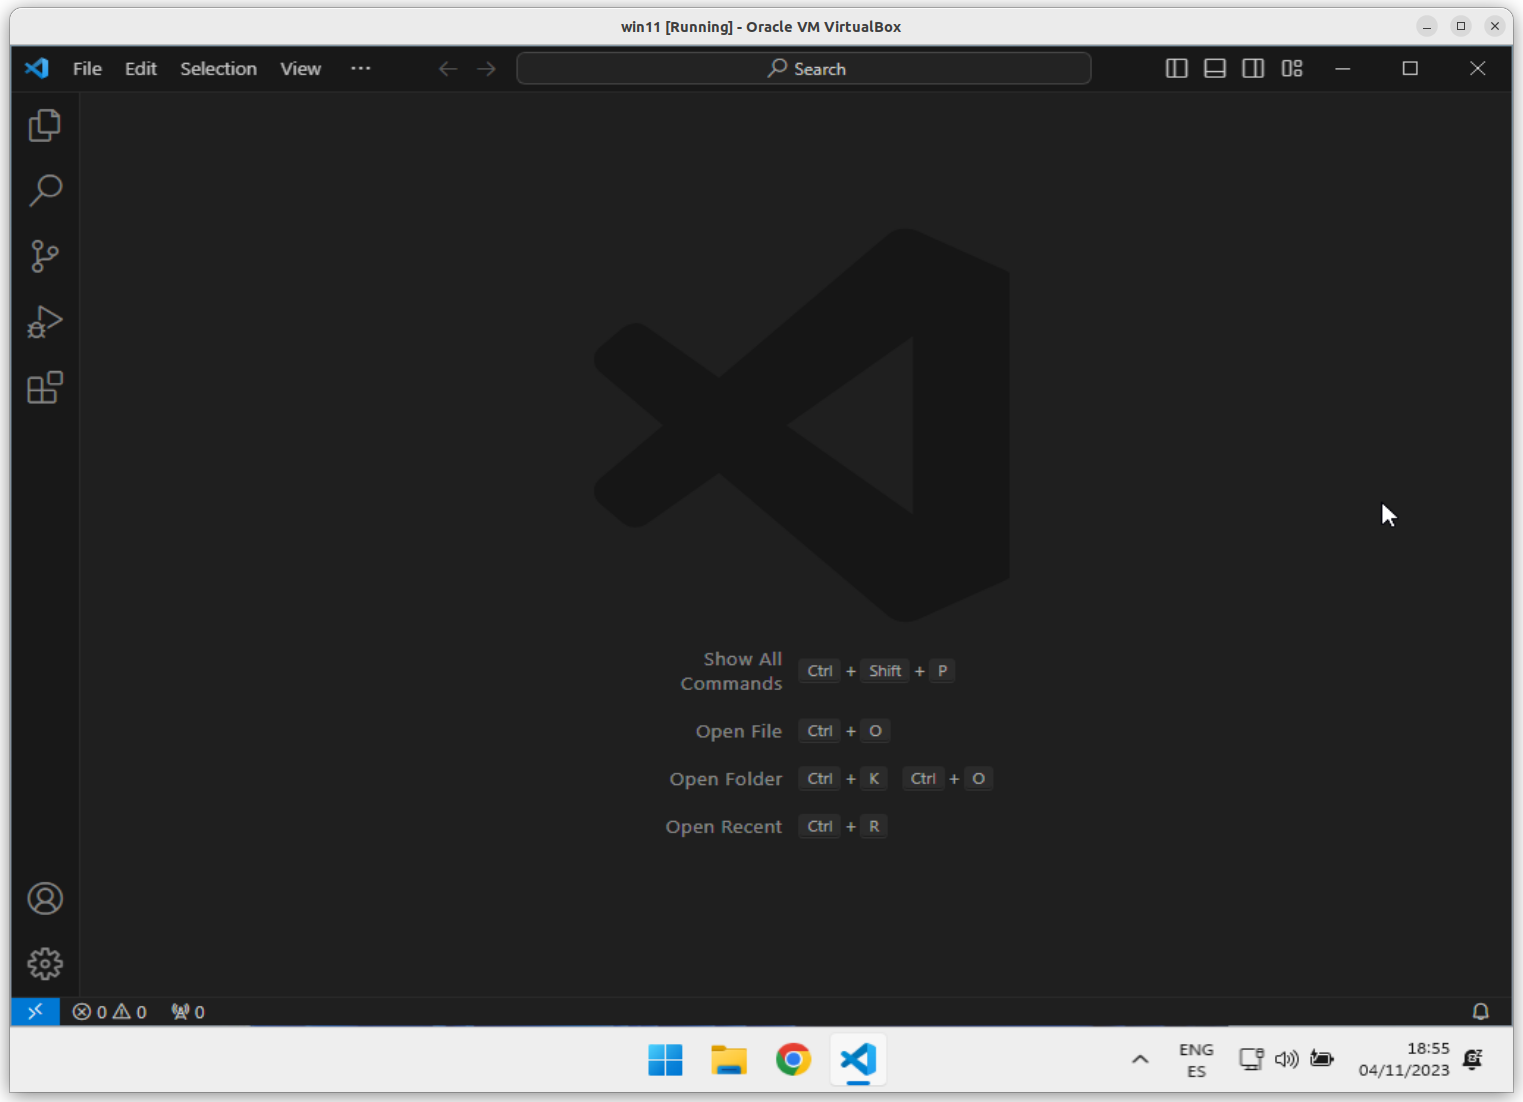 win11 [Running] - Oracle VM VirtualBox
File Edit Selection View ··· Search
Show All
Commands Ctrl + Shift + P
Open File Ctrl + O
Open Folder Ctrl + K Ctrl + O
Open Recent Ctrl + R
0 0 0
ENG
ES
18:55
04/11/2023